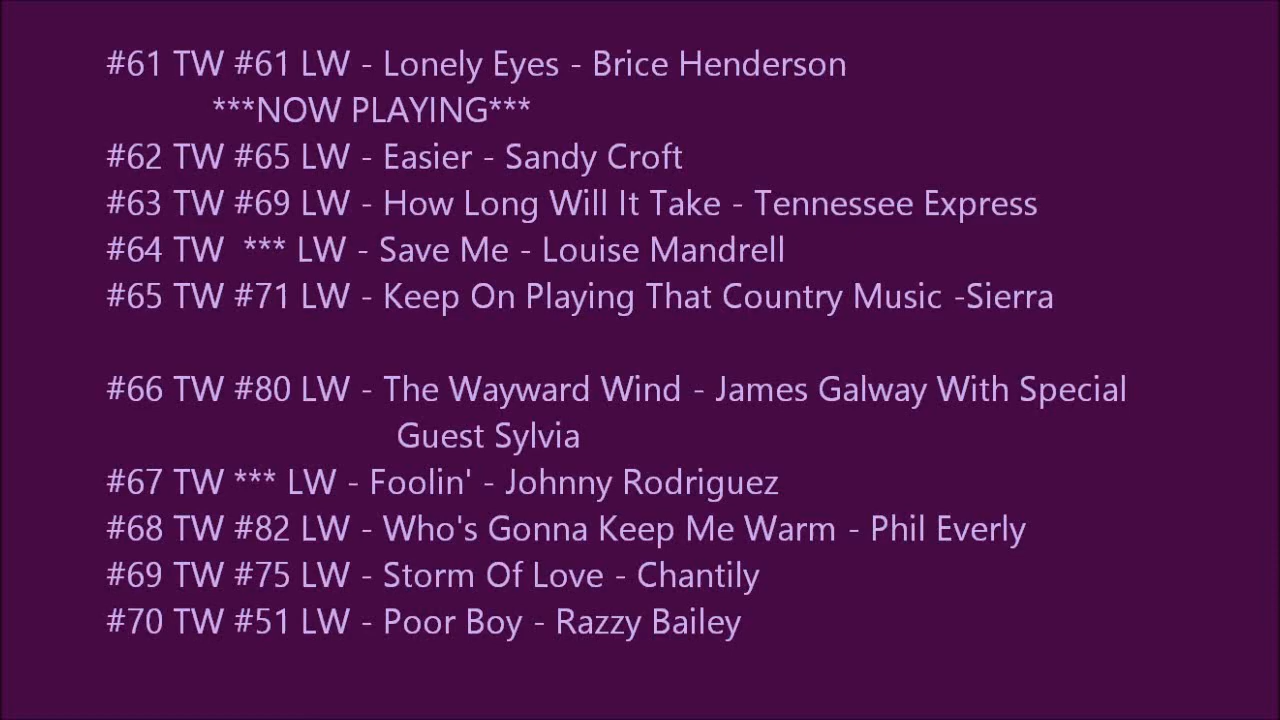 #61 TW #61 LW - Lonely Eyes - Brice Henderson
***NOW PLAYING***
#62 TW #65 LW - Easier - Sandy Croft
#63 TW #69 LW - How Long Will It Take - Tennessee Express
#64 TW  *** LW - Save Me - Louise Mandrell
#65 TW #71 LW - Keep On Playing That Country Music -Sierra
#66 TW #80 LW - The Wayward Wind - James Galway With Special
Guest Sylvia
#67 TW *** LW - Foolin' - Johnny Rodriguez
#68 TW #82 LW - Who's Gonna Keep Me Warm - Phil Everly
#69 TW #75 LW - Storm Of Love - Chantily
#70 TW #51 LW - Poor Boy - Razzy Bailey